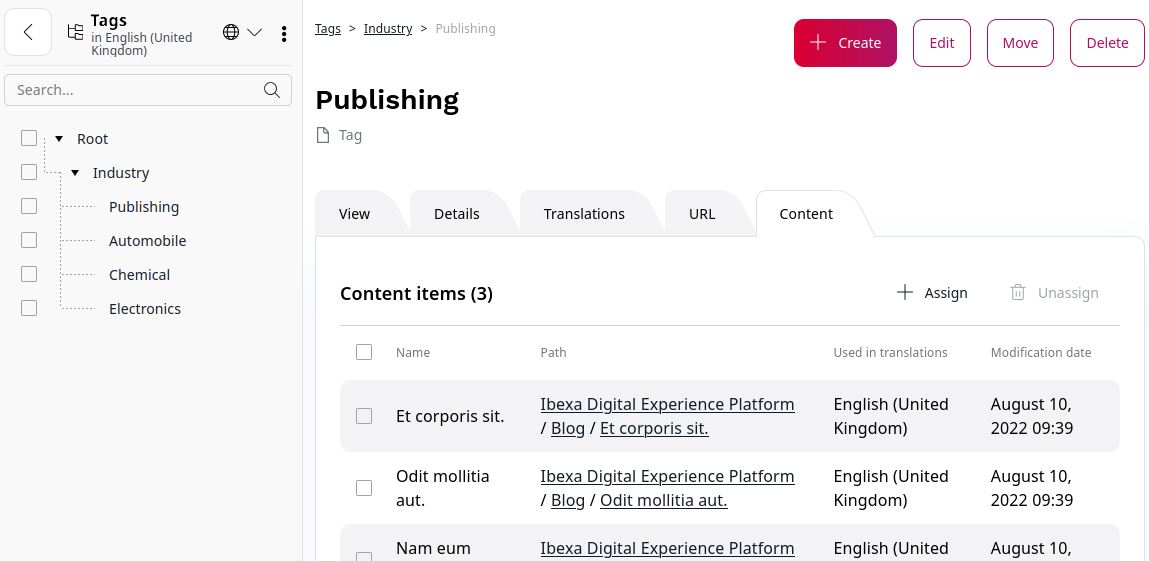 Tags
in English (United
Kingdom)
Search...
Root
Industry
Publishing
Automobile
Chemical
Electronics
Tags > Industry > Publishing
Create
Edit
Move
Delete
Publishing
Tag
View
Details
Translations
URL
Content
Content items (3)
Assign
Unassign
Name Path Used in translations Modification date
Et corporis sit.
Ibexa Digital Experience Platform
/ Blog / Et corporis sit.
English (United
Kingdom)
August 10,
2022 09:39
Odit mollitia
aut.
Ibexa Digital Experience Platform
/ Blog / Odit mollitia aut.
English (United
Kingdom)
August 10,
2022 09:39
Nam eum
Ibexa Digital Experience Platform
English (United
August 10,